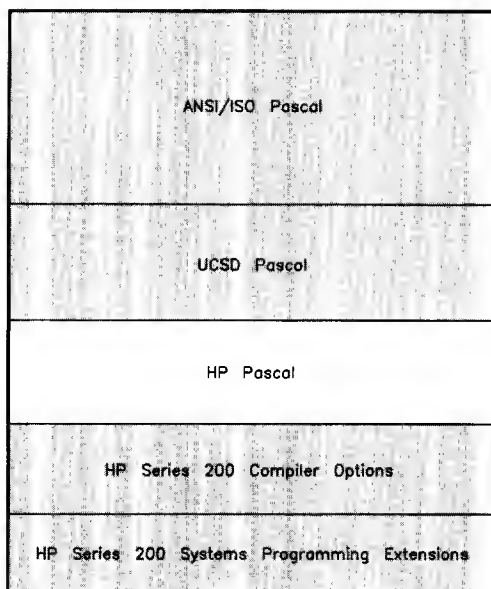 ANSI/ISO Pascal
UCSD Pascal
HP Pascal
HP Series 200 Compiler Options
HP Series 200 Systems Programming Extensions